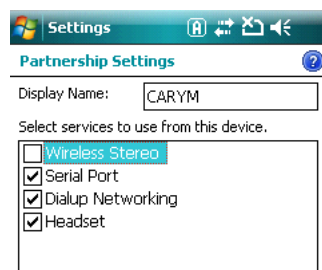 Settings
A
Partnership Settings
?
Display Name: CARYM
Select services to use from this device.
Wireless Stereo
Serial Port
Dialup Networking
Headset